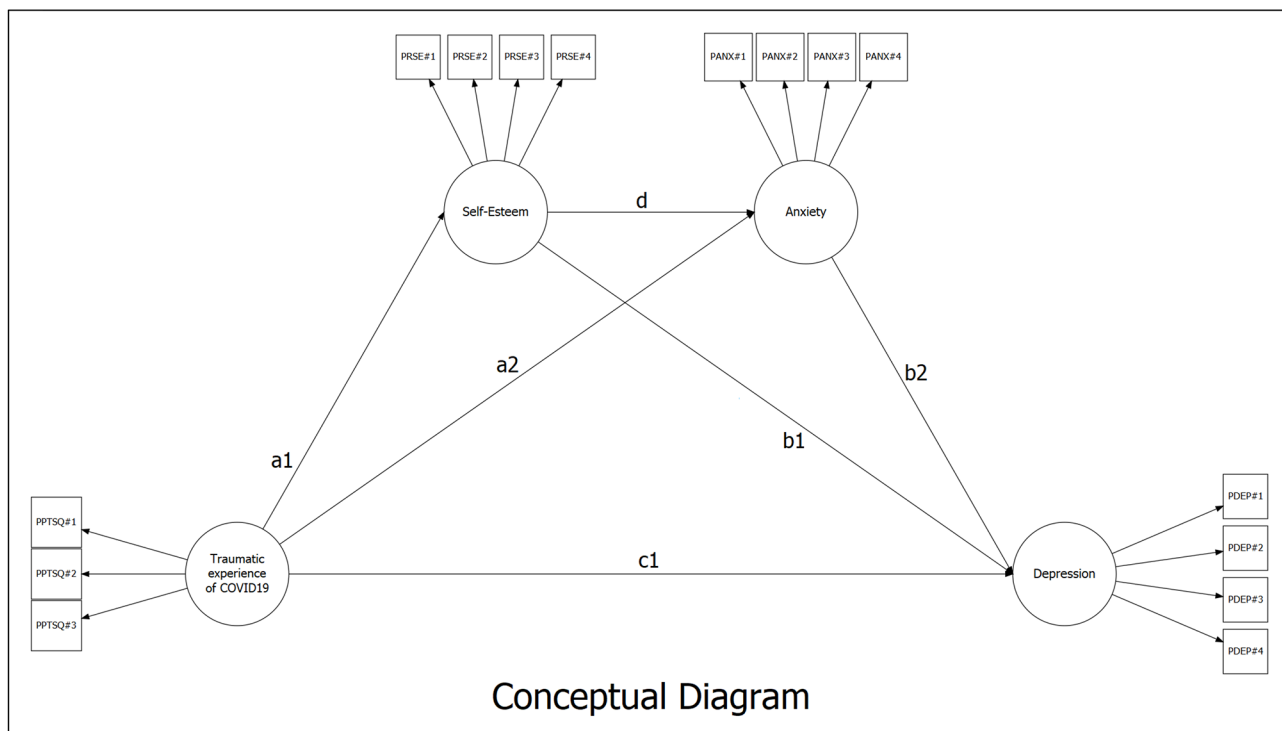 PRSE#1
PRSE#2
PRSE#3
PRSE#4
PANX#1
PANX#2
PANX#3
PANX#4
Self-Esteem
d
Anxiety
a2
b2
b1
a1
PPTSQ#1
PPTSQ#2
PPTSQ#3
Traumatic
experience
of COVID19
c1
Depression
PDEP#1
PDEP#2
PDEP#3
PDEP#4
Conceptual Diagram